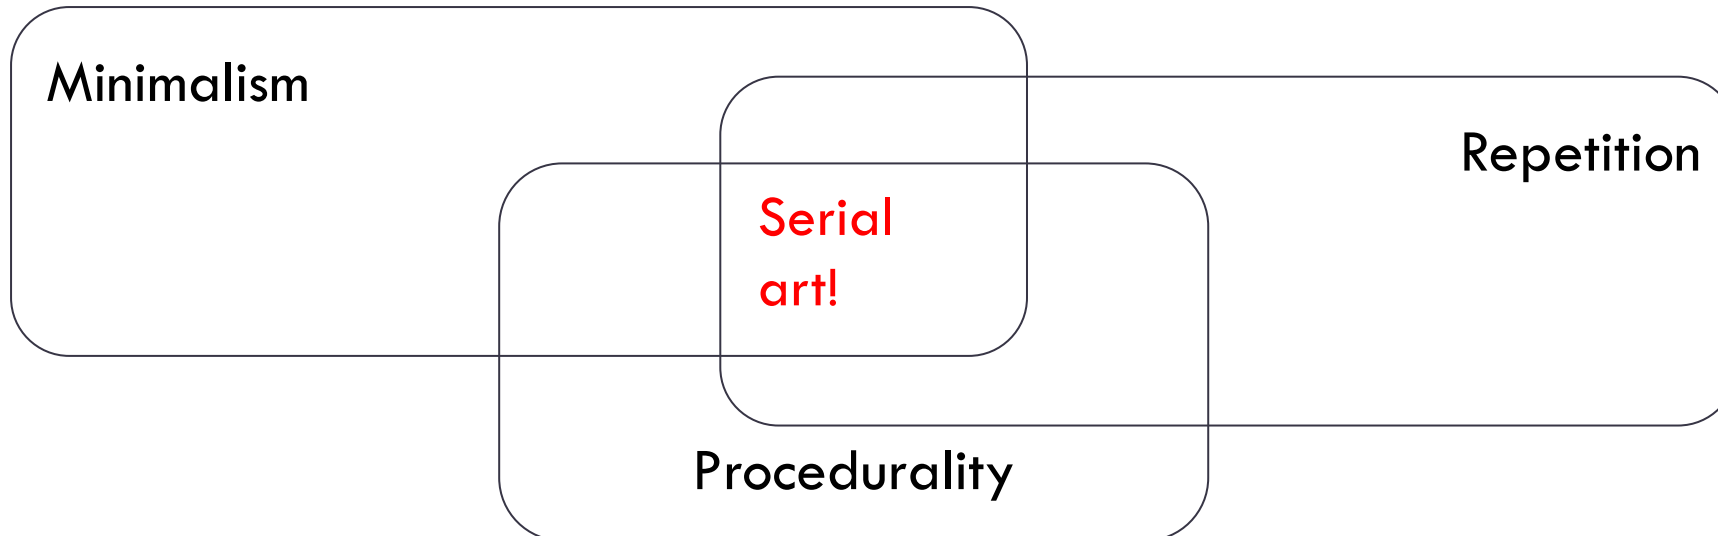 Minimalism
Repetition
Serial
art!
Procedurality